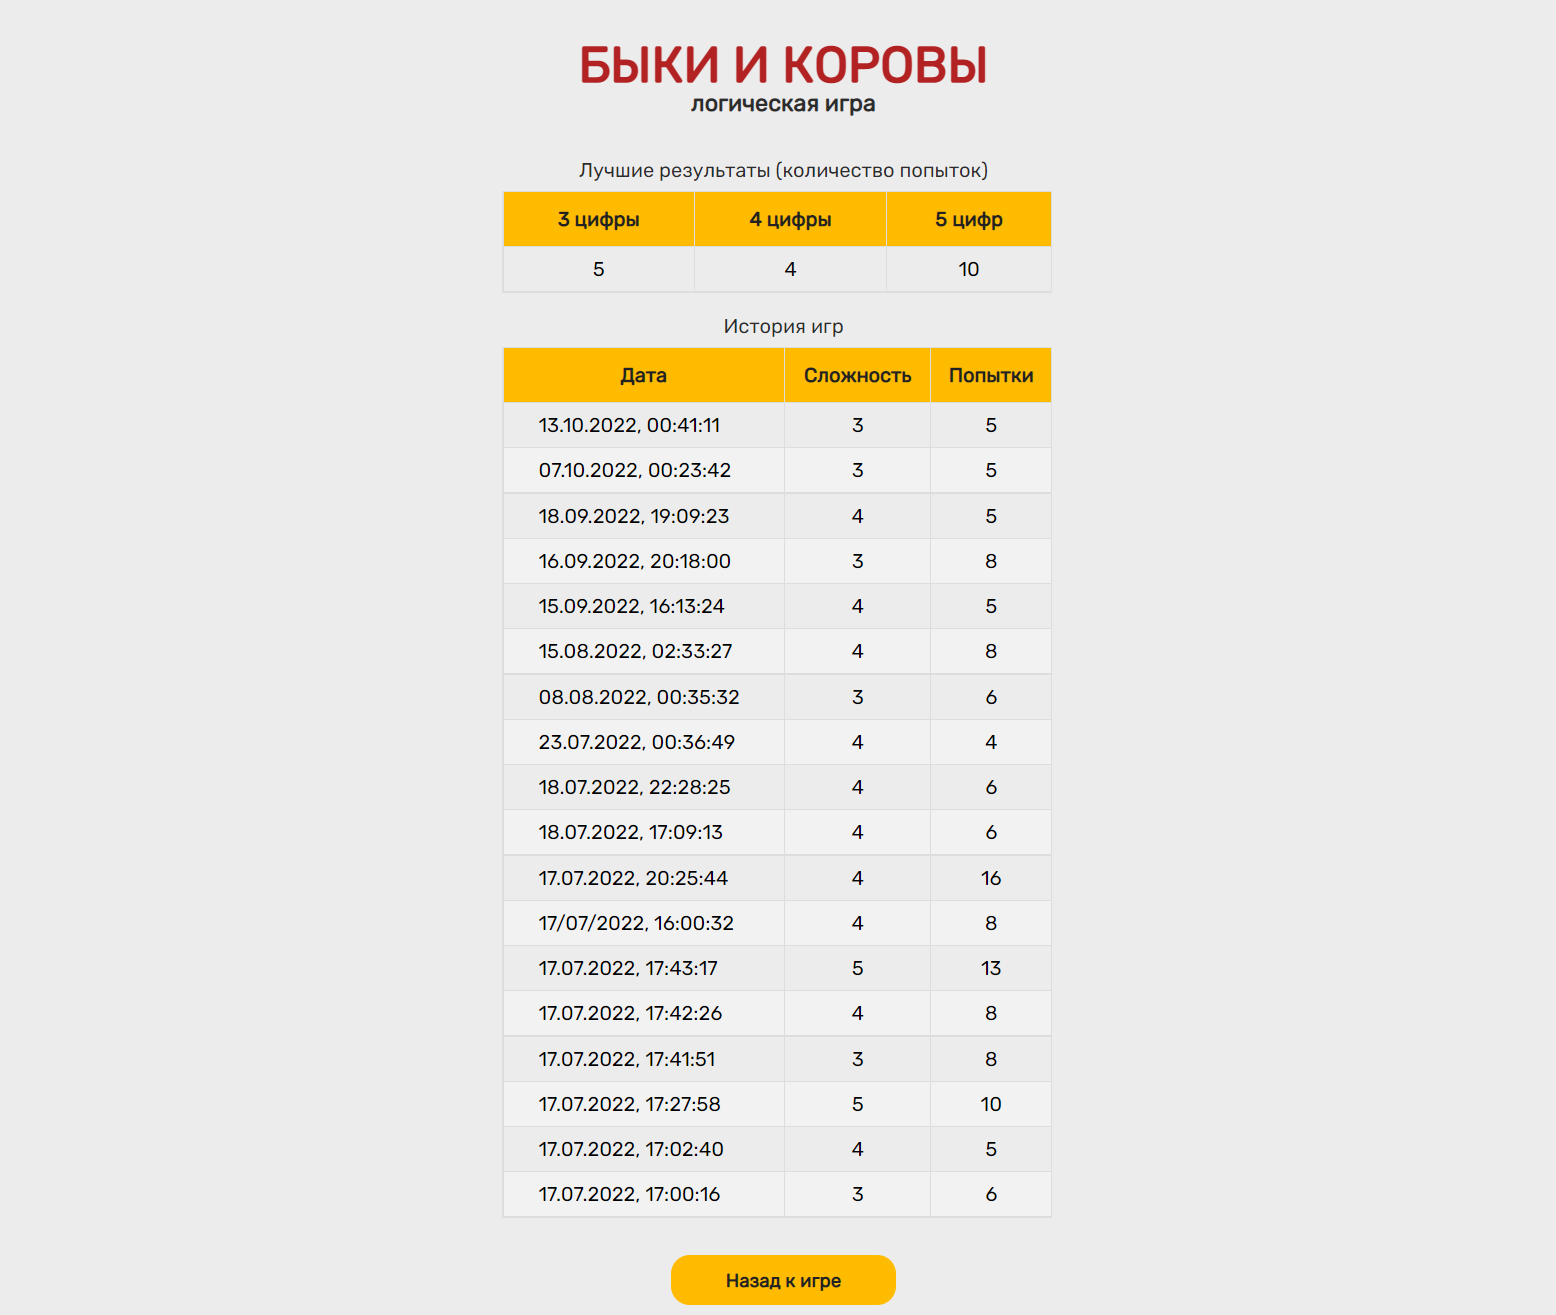 БЫКИ И КОРОВЫ
логическая игра
Лучшие результаты (количество попыток)
3 цифры 4 цифры 5 цифр
5 4 10
История игр
Дата Сложность Попытки
13.10.2022, 00:41:11 3 5
07.10.2022, 00:23:42 3 5
18.09.2022, 19:09:23 4 5
16.09.2022, 20:18:00 3 8
15.09.2022, 16:13:24 4 5
15.08.2022, 02:33:27 4 8
08.08.2022, 00:35:32 3 6
23.07.2022, 00:36:49 4 4
18.07.2022, 22:28:25 4 6
18.07.2022, 17:09:13 4 6
17.07.2022, 20:25:44 4 16
17/07/2022, 16:00:32 4 8
17.07.2022, 17:43:17 5 13
17.07.2022, 17:42:26 4 8
17.07.2022, 17:41:51 3 8
17.07.2022, 17:27:58 5 10
17.07.2022, 17:02:40 4 5
17.07.2022, 17:00:16 3 6
Назад к игре